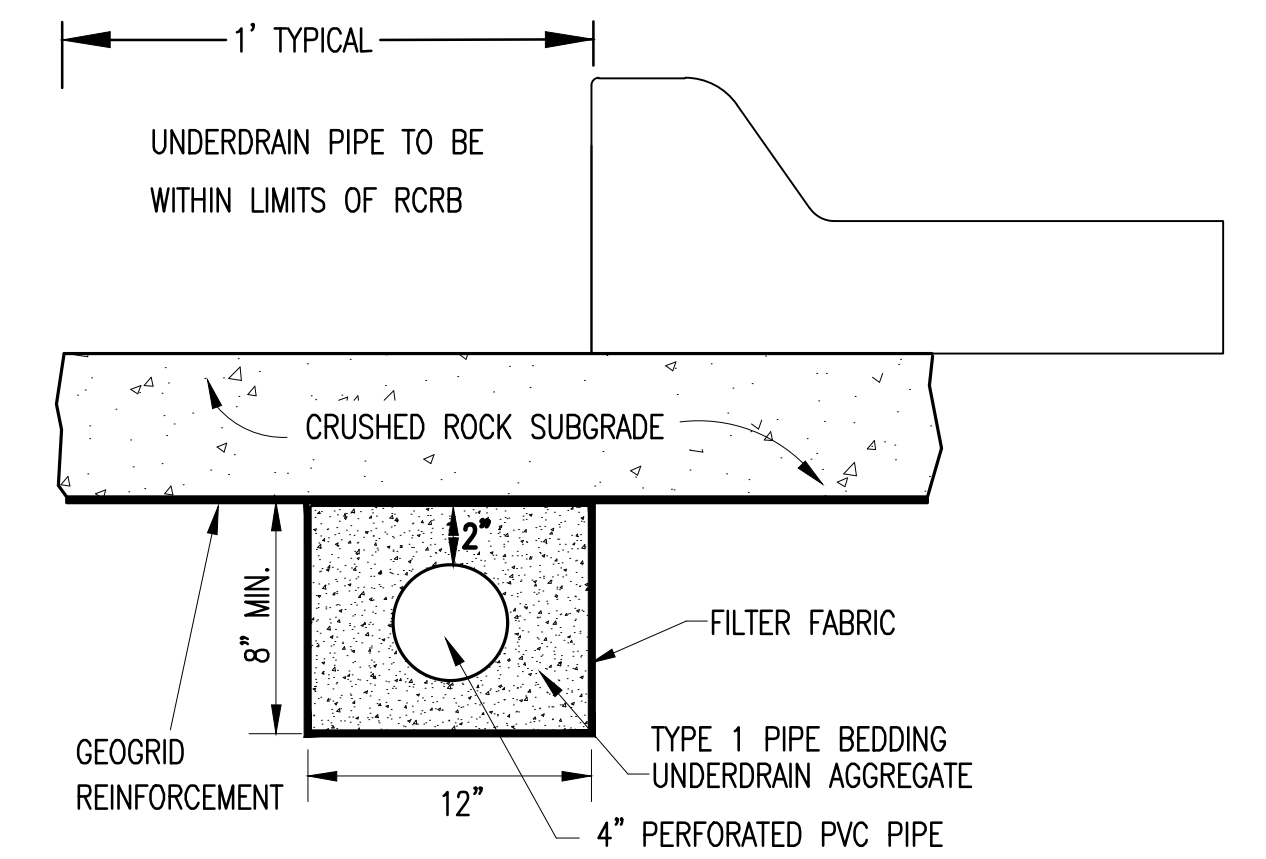 1' TYPICAL
UNDERDRAIN PIPE TO BE
WITHIN LIMITS OF RCRB
CRUSHED ROCK SUBGRADE
2"
8" MIN.
FILTER FABRIC
GEOGRID
REINFORCEMENT
TYPE 1 PIPE BEDDING
UNDERDRAIN AGGREGATE
12"
4" PERFORATED PVC PIPE